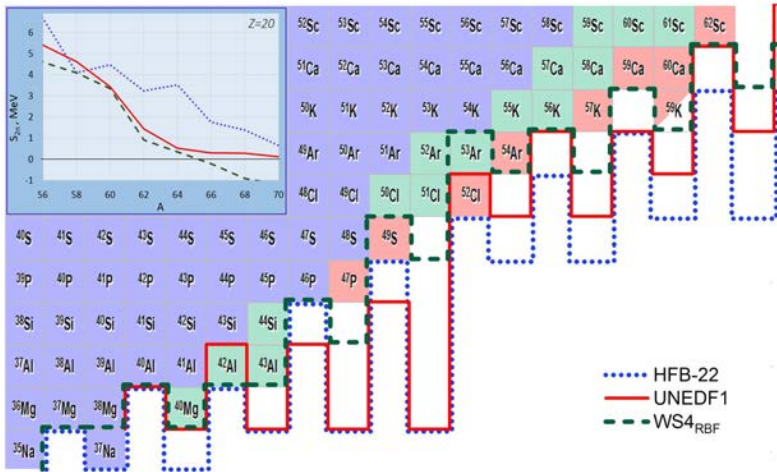 Z=20
S2n, MeV
6
5
4
3
2
1
0
-1
56 58 60 62 64 66 68 70
A
52Sc 53Sc 54Sc 55Sc 56Sc 57Sc 58Sc 59Sc 60Sc 61Sc 62Sc
51Ca 52Ca 53Ca 54Ca 55Ca 56Ca 57Ca 58Ca 59Ca 60Ca
50K 51K 52K 53K 54K 55K 56K 57K 59K
49Ar 50Ar 51Ar 52Ar 53Ar 54Ar
48Cl 49Cl 50Cl 51Cl 52Cl
40S 41S 42S 43S 44S 45S 46S 47S 48S 49S
39P 40P 41P 42P 43P 44P 45P 46P 47P
38Si 39Si 40Si 41Si 42Si 43Si 44Si
37Al 38Al 39Al 40Al 41Al 42Al 43Al
36Mg 37Mg 38Mg 40Mg
35Na 37Na
HFB-22
UNEDF1
WS4RBF